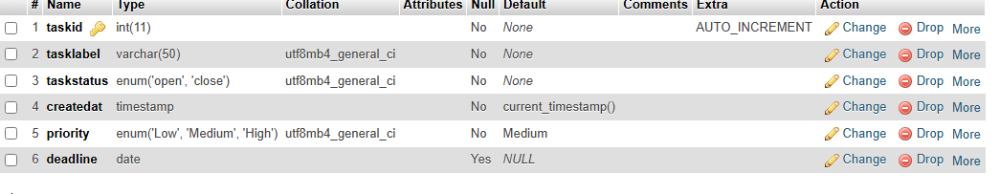 # Name Type Collation Attributes Null Default Comments Extra Action
1 taskid int(11) No None AUTO_INCREMENT Change Drop More
2 tasklabel varchar(50) utf8mb4_general_ci No None Change Drop More
3 taskstatus enum('open', 'close') utf8mb4_general_ci No None Change Drop More
4 createdat timestamp No current_timestamp() Change Drop More
5 priority enum('Low', 'Medium', 'High') utf8mb4_general_ci No Medium Change Drop More
6 deadline date Yes NULL Change Drop More